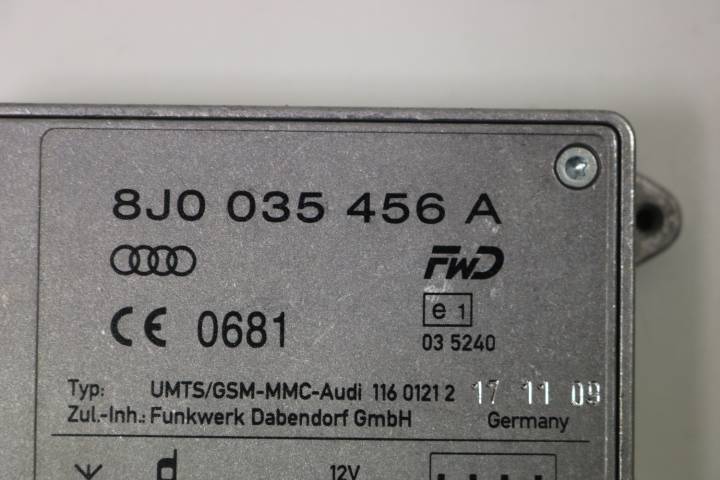 8J0 035 456 A
FWD
CE 0681
e 1
03 5240
Typ: UMTS/GSM-MMC-Audi 116 0121 2 17 11 09
Zul.-Inh.: Funkwerk Dabendorf GmbH Germany
12V